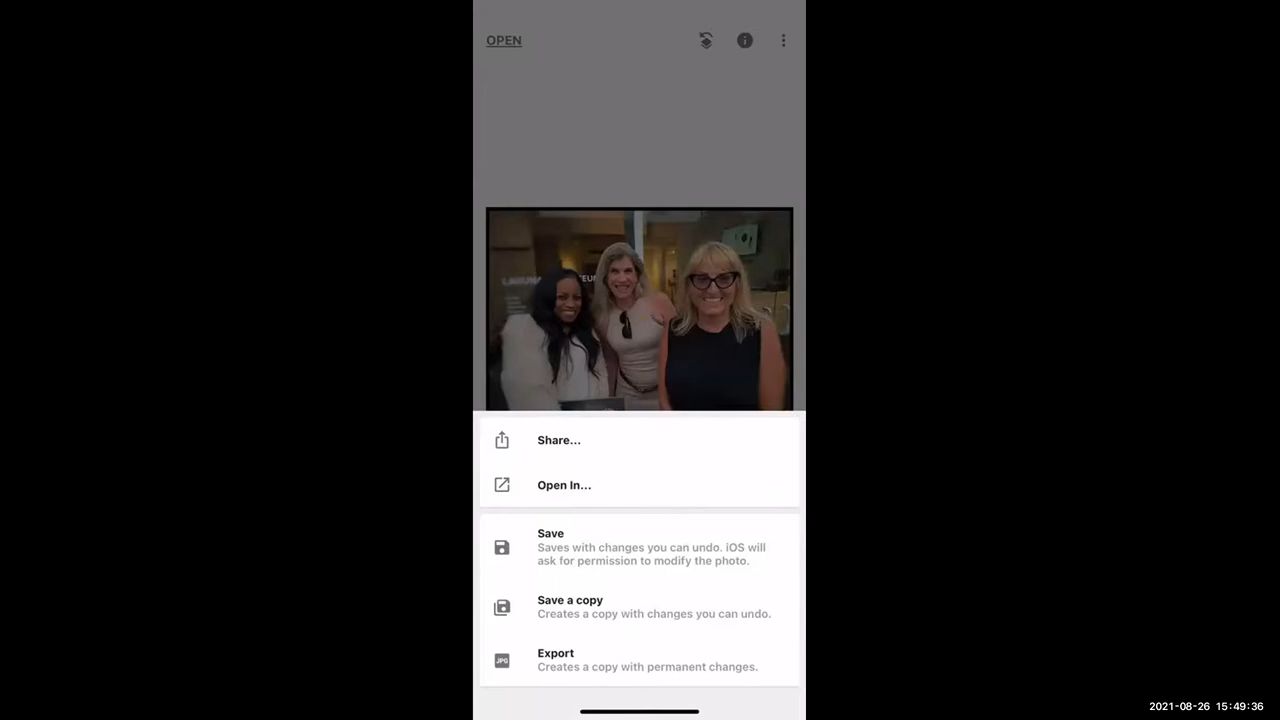 OPEN
LAGUNA
Share...
Open In...
Save
Saves with changes you can undo. iOS will
ask for permission to modify the photo.
Save a copy
Creates a copy with changes you can undo.
JPG
Export
Creates a copy with permanent changes.
2021-08-26 15:49:36